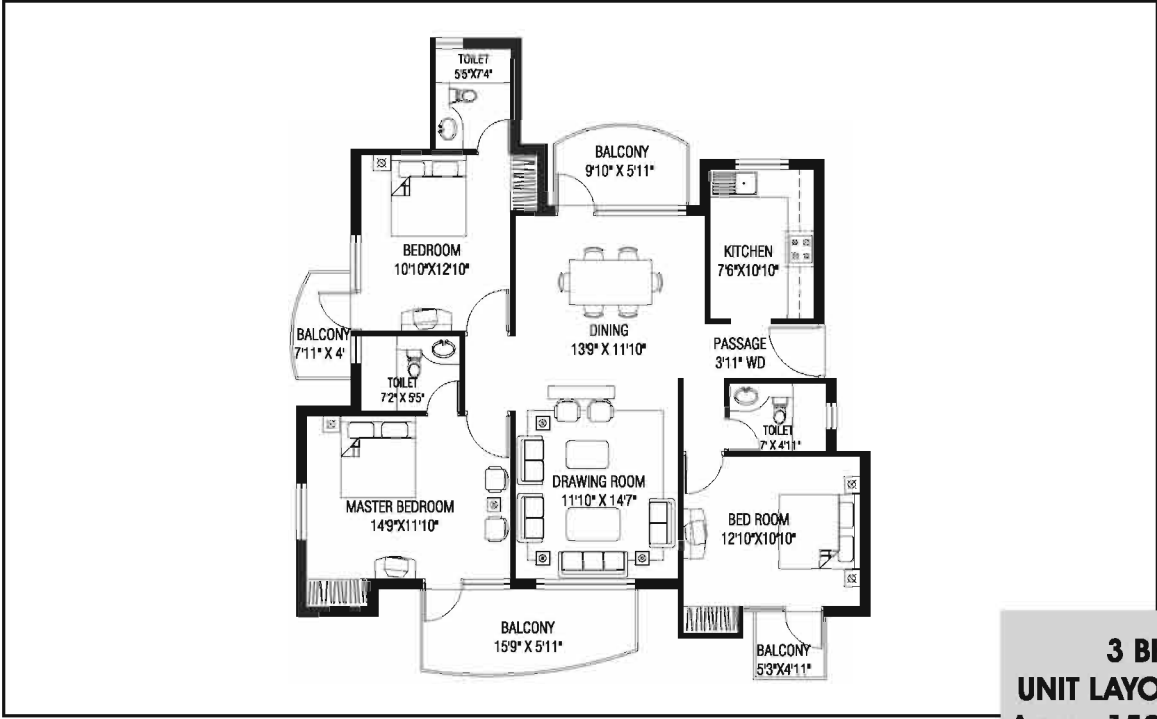 TOILET
5'5"X7'4"
BALCONY
9'10" X 5'11"
BEDROOM
10'10"X12'10"
KITCHEN
7'6"X10'10"
BALCONY
7'11" X 4'
DINING
13'9" X 11'10"
PASSAGE
3'11" WD
TOILET
7'2" X 5'5"
TOILET
7' X 4'11"
MASTER BEDROOM
14'9"X11'10"
DRAWING ROOM
11'10" X 14'7"
BED ROOM
12'10"X10'10"
BALCONY
15'9" X 5'11"
BALCONY
5'3"X4'11"
3
UNIT